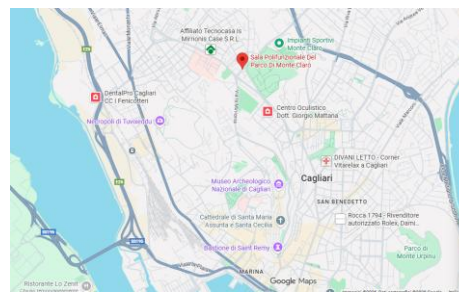 Affiliato Tecnocasa is
Mirrionis Case S.R.L
Impianti Sportivi
Monte Claro
Sala Polifunzionale Del
Parco Di Monte Claro
DentalPro Cagliari
CC I Fenicotteri
Centro Oculistico
Dott. Giorgio Mattana
Necropoli di Tuvixeddu
DIVANI LETTO - Corner
Vitarelax a Cagliari
Museo Archeologico
Nazionale di Cagliari
Cagliari
SAN BENEDETTO
Cattedrale di Santa Maria
Assunta e Santa Cecilia
Rocca 1794 - Rivenditore
autorizzato Rolex, Dami...
Bastione di Saint Remy
Parco di
Monte Urpinu
MARINA
Google Maps
Ristorante Lo Zenit